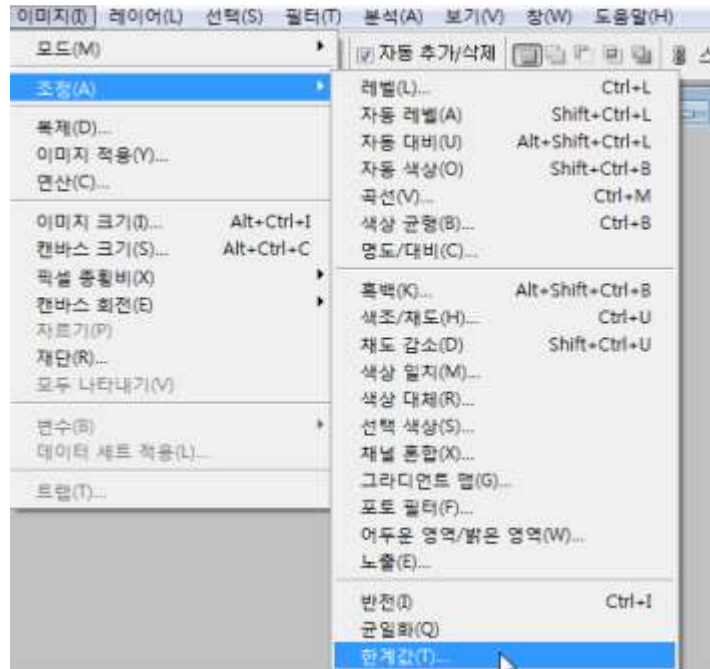 이미지(I) 레이어(L) 선택(S) 필터(T) 분석(A) 보기(V) 창(W) 도움말(H)
자동 추가/삭제
모드(M)
조정(A)
복제(D)...
이미지 적용(Y)...
연산(C)...
이미지 크기(I)... Alt+Ctrl+I
캔바스 크기(S)... Alt+Ctrl+C
픽셀 종횡비(X)
캔바스 회전(E)
자르기(P)
재단(R)...
모두 나타내기(V)
변수(B)
데이터 세트 적용(L)...
트랩(T)...
레벨(L)... Ctrl+L
자동 레벨(A) Shift+Ctrl+L
자동 대비(U) Alt+Shift+Ctrl+L
자동 색상(O) Shift+Ctrl+B
곡선(V)... Ctrl+M
색상 균형(B)... Ctrl+B
명도/대비(C)...
흑백(K)... Alt+Shift+Ctrl+B
색조/채도(H)... Ctrl+U
채도 감소(D) Shift+Ctrl+U
색상 일치(M)...
색상 대체(R)...
선택 색상(S)...
채널 혼합(X)...
그라디언트 맵(G)...
포토 필터(F)...
어두운 영역/밝은 영역(W)...
노출(E)...
반전(I) Ctrl+I
균일화(Q)
한계값(T)...